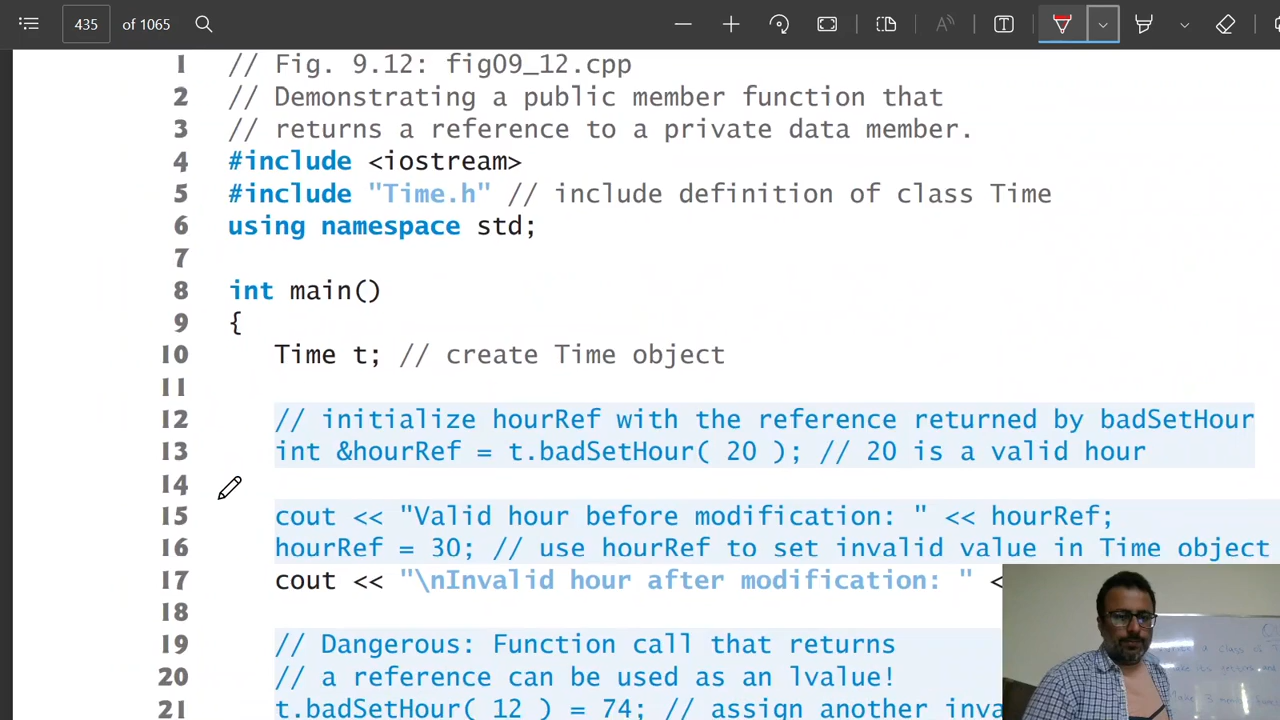 435 of 1065
1 // Fig. 9.12: fig09_12.cpp
2 // Demonstrating a public member function that
3 // returns a reference to a private data member.
4 #include <iostream>
5 #include "Time.h" // include definition of class Time
6 using namespace std;
7
8 int main()
9 {
10 Time t; // create Time object
11
12 // initialize hourRef with the reference returned by badSetHour
13 int &hourRef = t.badSetHour( 20 ); // 20 is a valid hour
14
15 cout << "Valid hour before modification: " << hourRef;
16 hourRef = 30; // use hourRef to set invalid value in Time object
17 cout << "\nInvalid hour after modification: " <
18
19 // Dangerous: Function call that returns
20 // a reference can be used as an lvalue!
21 t.badSetHour( 12 ) = 74; // assign another inva